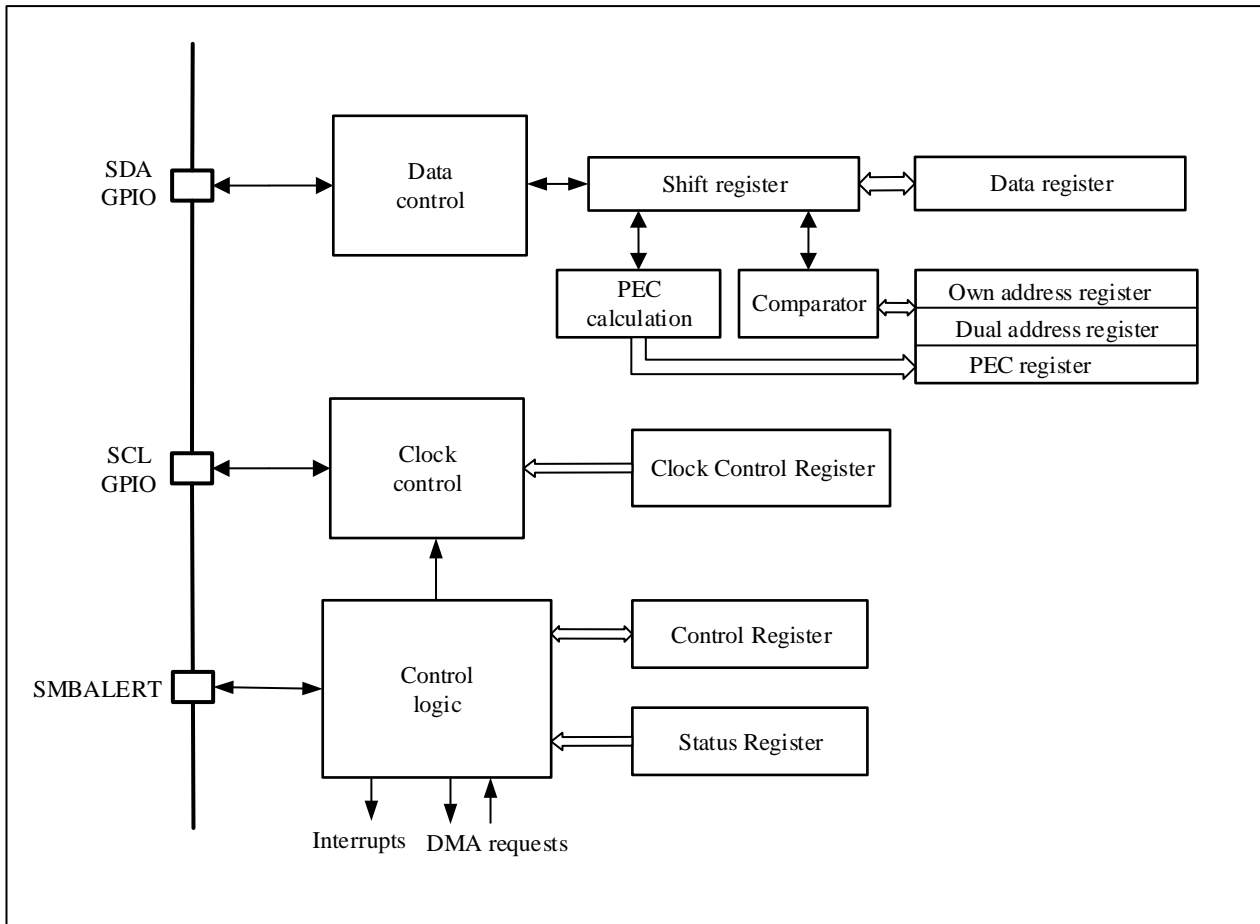 SDA
GPIO
Data
control
Shift register
Data register
PEC
calculation
Comparator
Own address register
Dual address register
PEC register
SCL
GPIO
Clock
control
Clock Control Register
SMBALERT
Control
logic
Control Register
Status Register
Interrupts
DMA requests